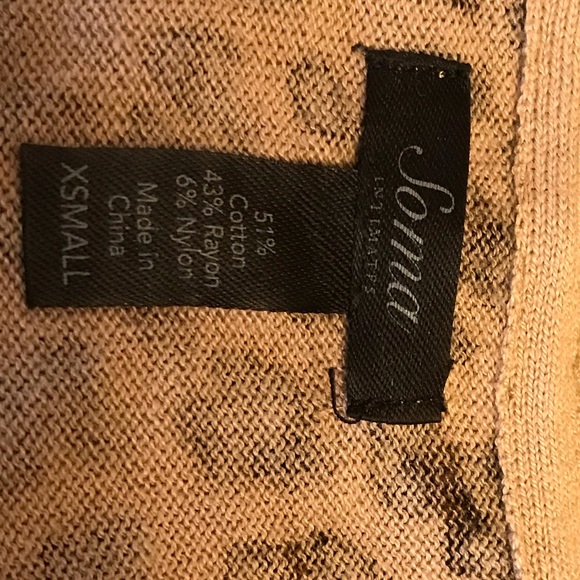 Soma
INTIMATES
51%
Cotton
43% Rayon
6% Nylon
Made in
China
XSMALL